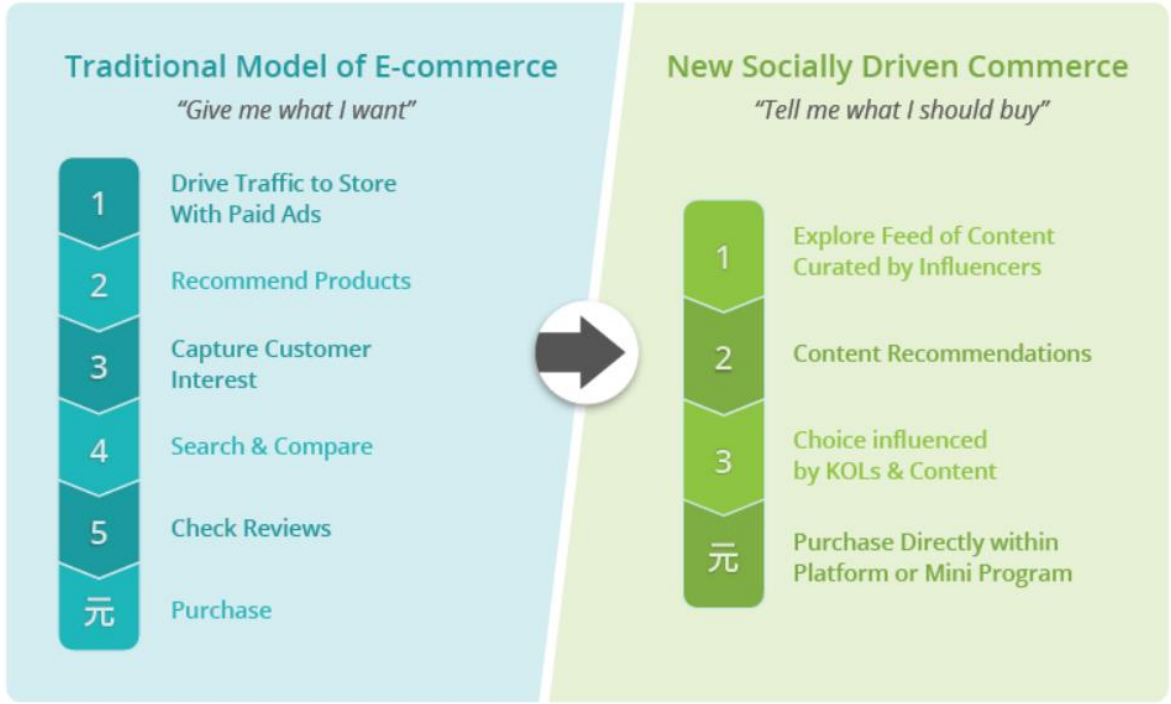 Traditional Model of E-commerce
“Give me what I want”
1
Drive Traffic to Store
With Paid Ads
2
Recommend Products
3
Capture Customer
Interest
4
Search & Compare
5
Check Reviews
元
Purchase
New Socially Driven Commerce
“Tell me what I should buy”
1
Explore Feed of Content
Curated by Influencers
2
Content Recommendations
3
Choice influenced
by KOLs & Content
元
Purchase Directly within
Platform or Mini Program